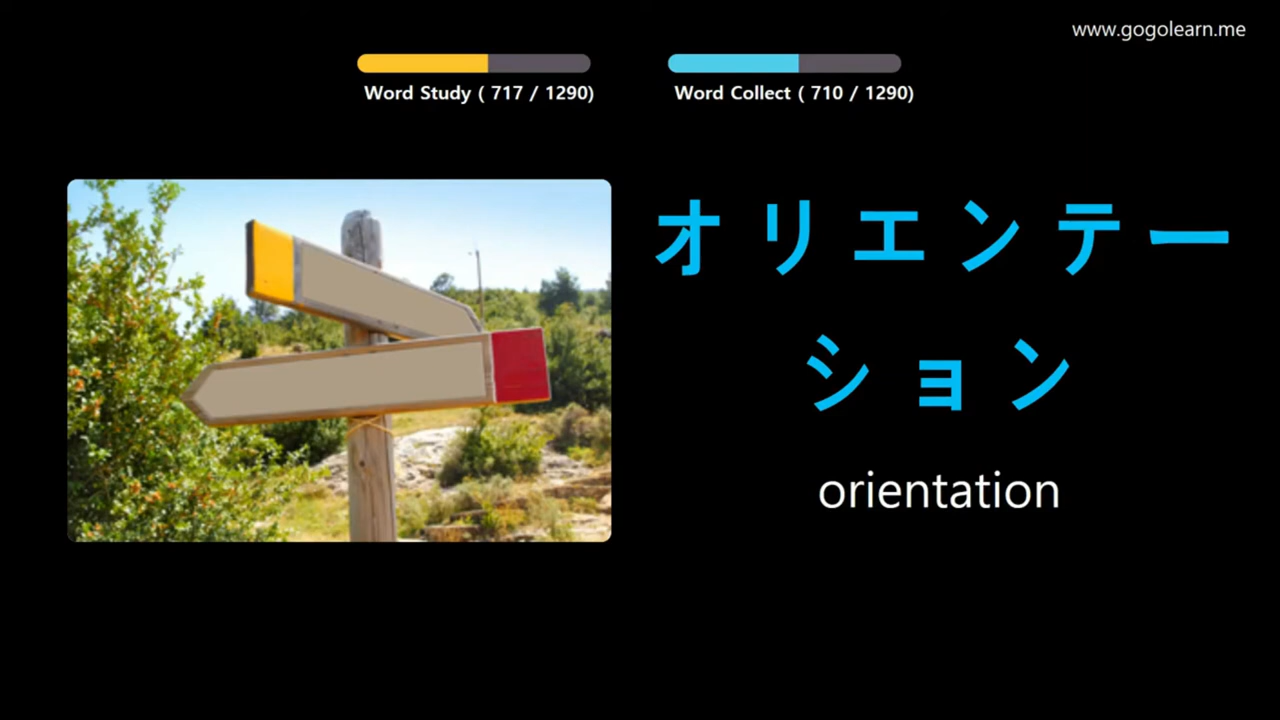 www.gogolearn.me
Word Study ( 717 / 1290)
Word Collect ( 710 / 1290)
オリエンテー
ション
orientation